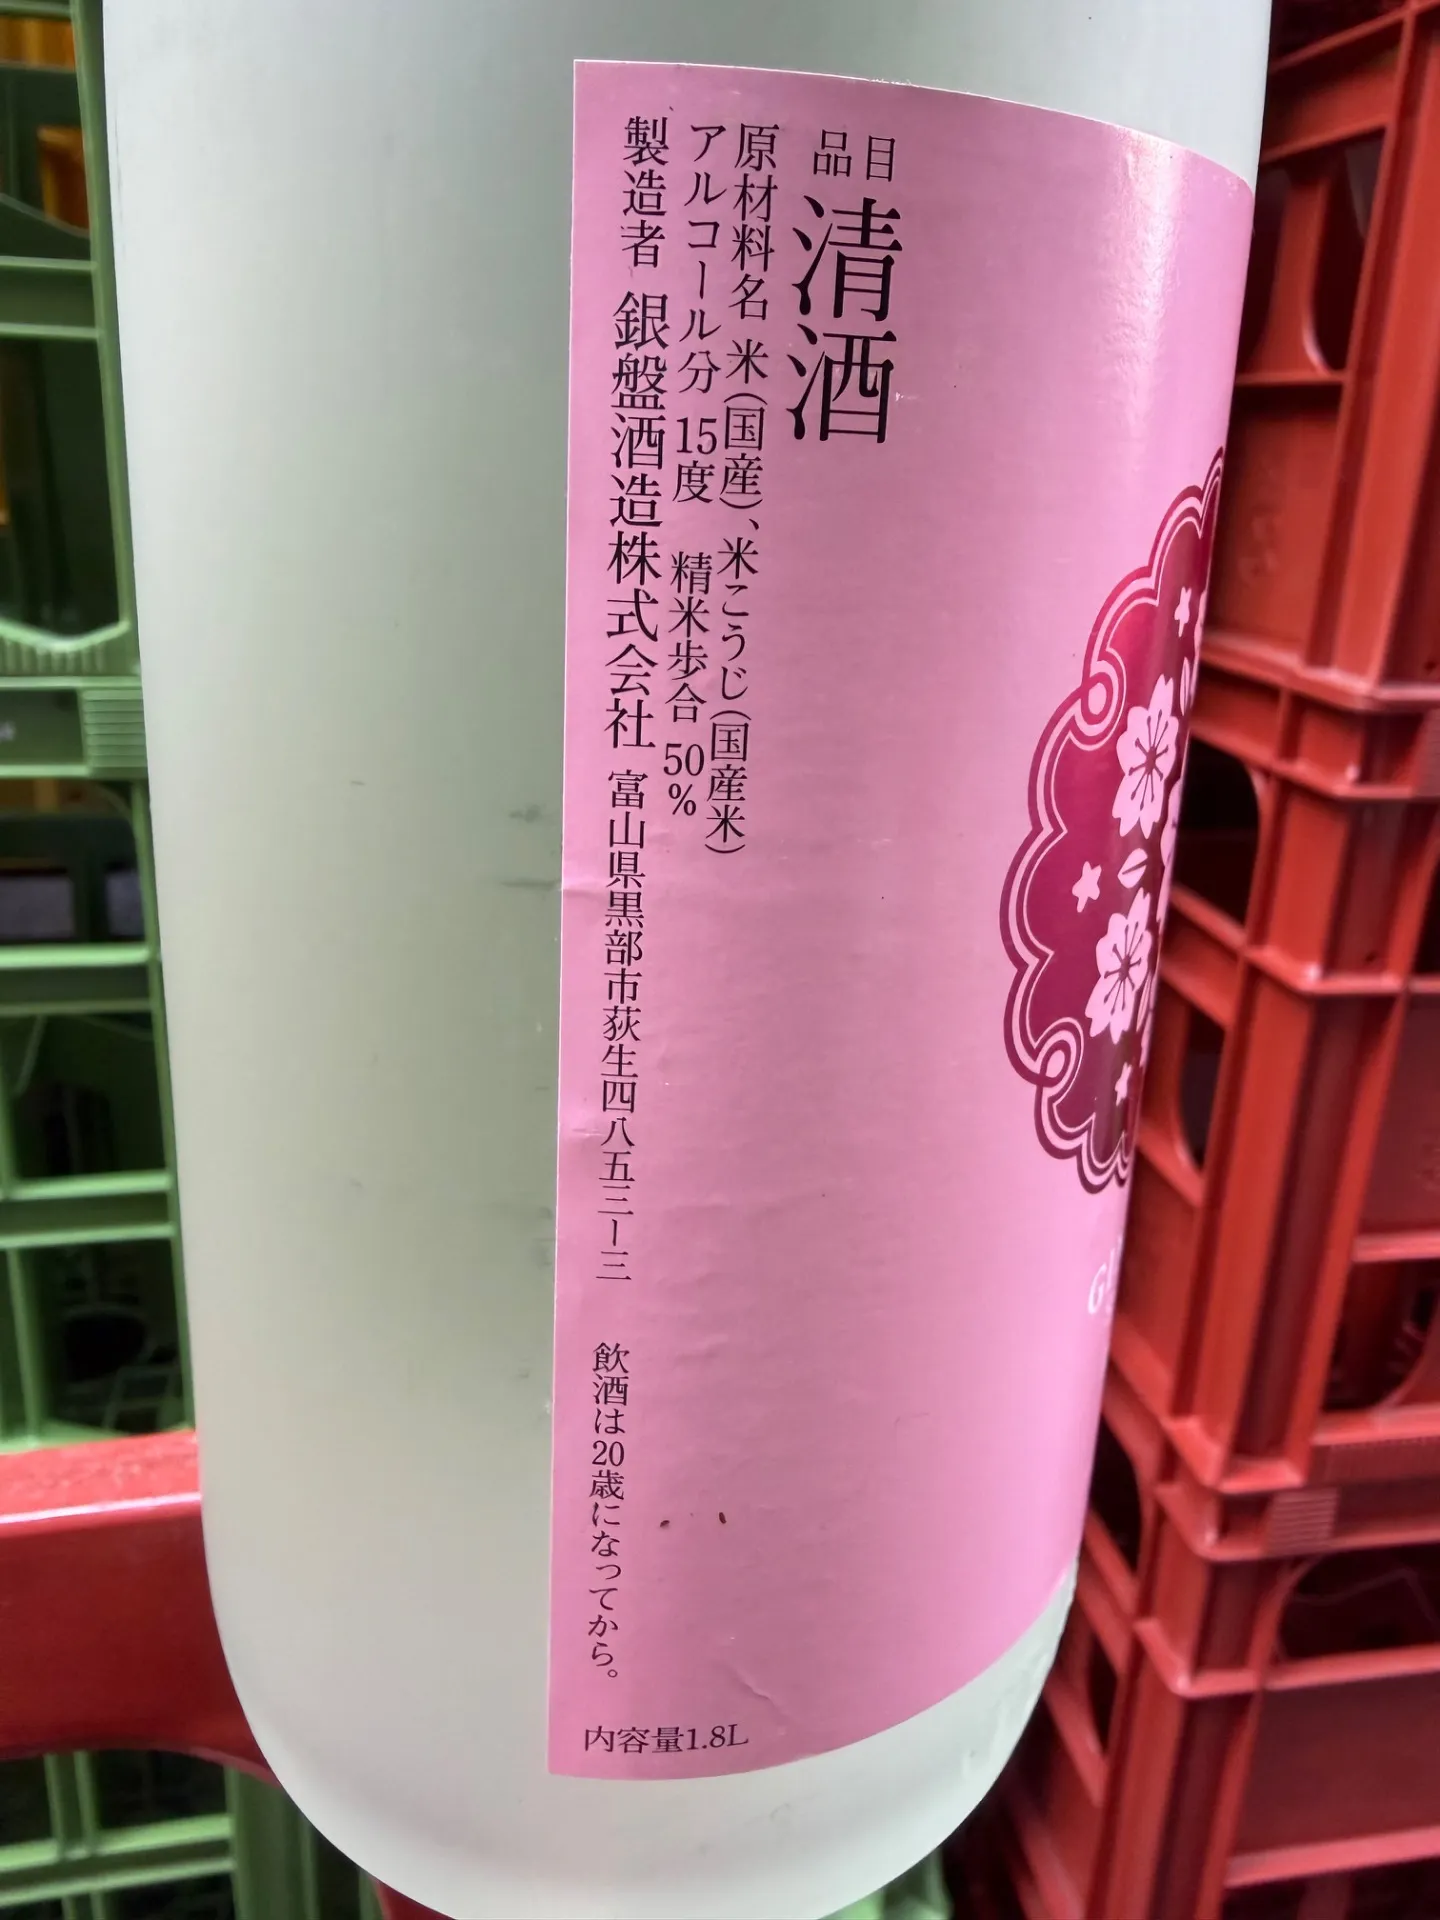 品目 清酒
原材料名 米(国産)、米こうじ(国産米)
アルコール分 15度 精米歩合 50%
製造者 銀盤酒造株式会社 富山県黒部市荻生四八五三ー三 飲酒は20歳になってから。
内容量1.8L